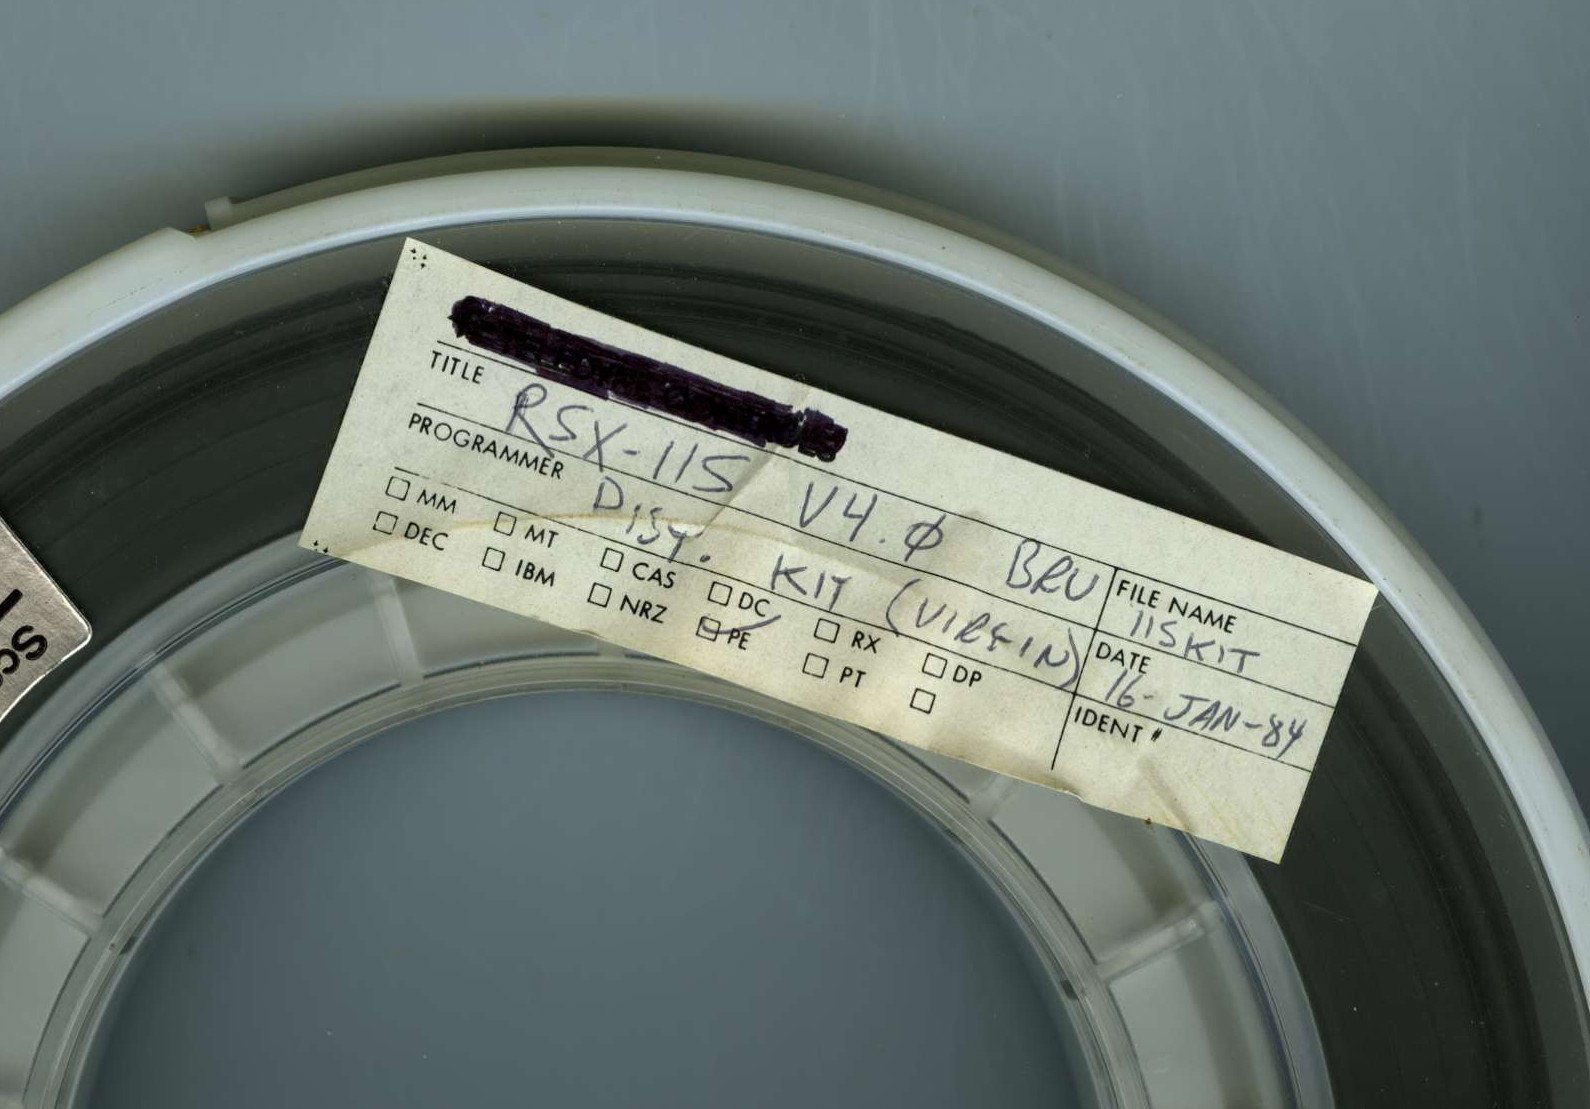 TITLE RSX-11S V4.0 BRU
PROGRAMMER DIST. KIT (VIRGIN)
FILE NAME 11SKIT
DATE 16-JAN-84
IDENT #
☐ MM ☐ MT ☐ CAS ☐ DC ☐ RX ☐ DP
☐ DEC ☐ IBM ☐ NRZ ☑ PE ☐ PT ☐